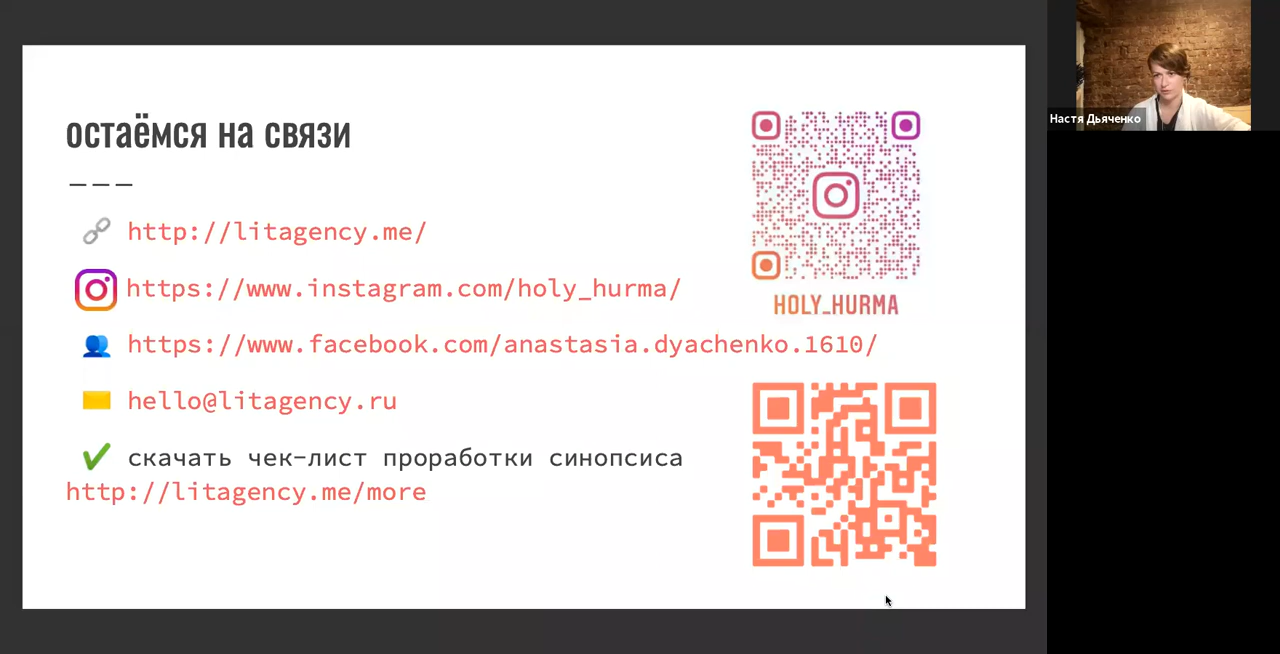 остаёмся на связи
http://litagency.me/
https://www.instagram.com/holy_hurma/
https://www.facebook.com/anastasia.dyachenko.1610/
hello@litagency.ru
скачать чек-лист проработки синопсиса
http://litagency.me/more
HOLY_HURMA
Настя Дьяченко